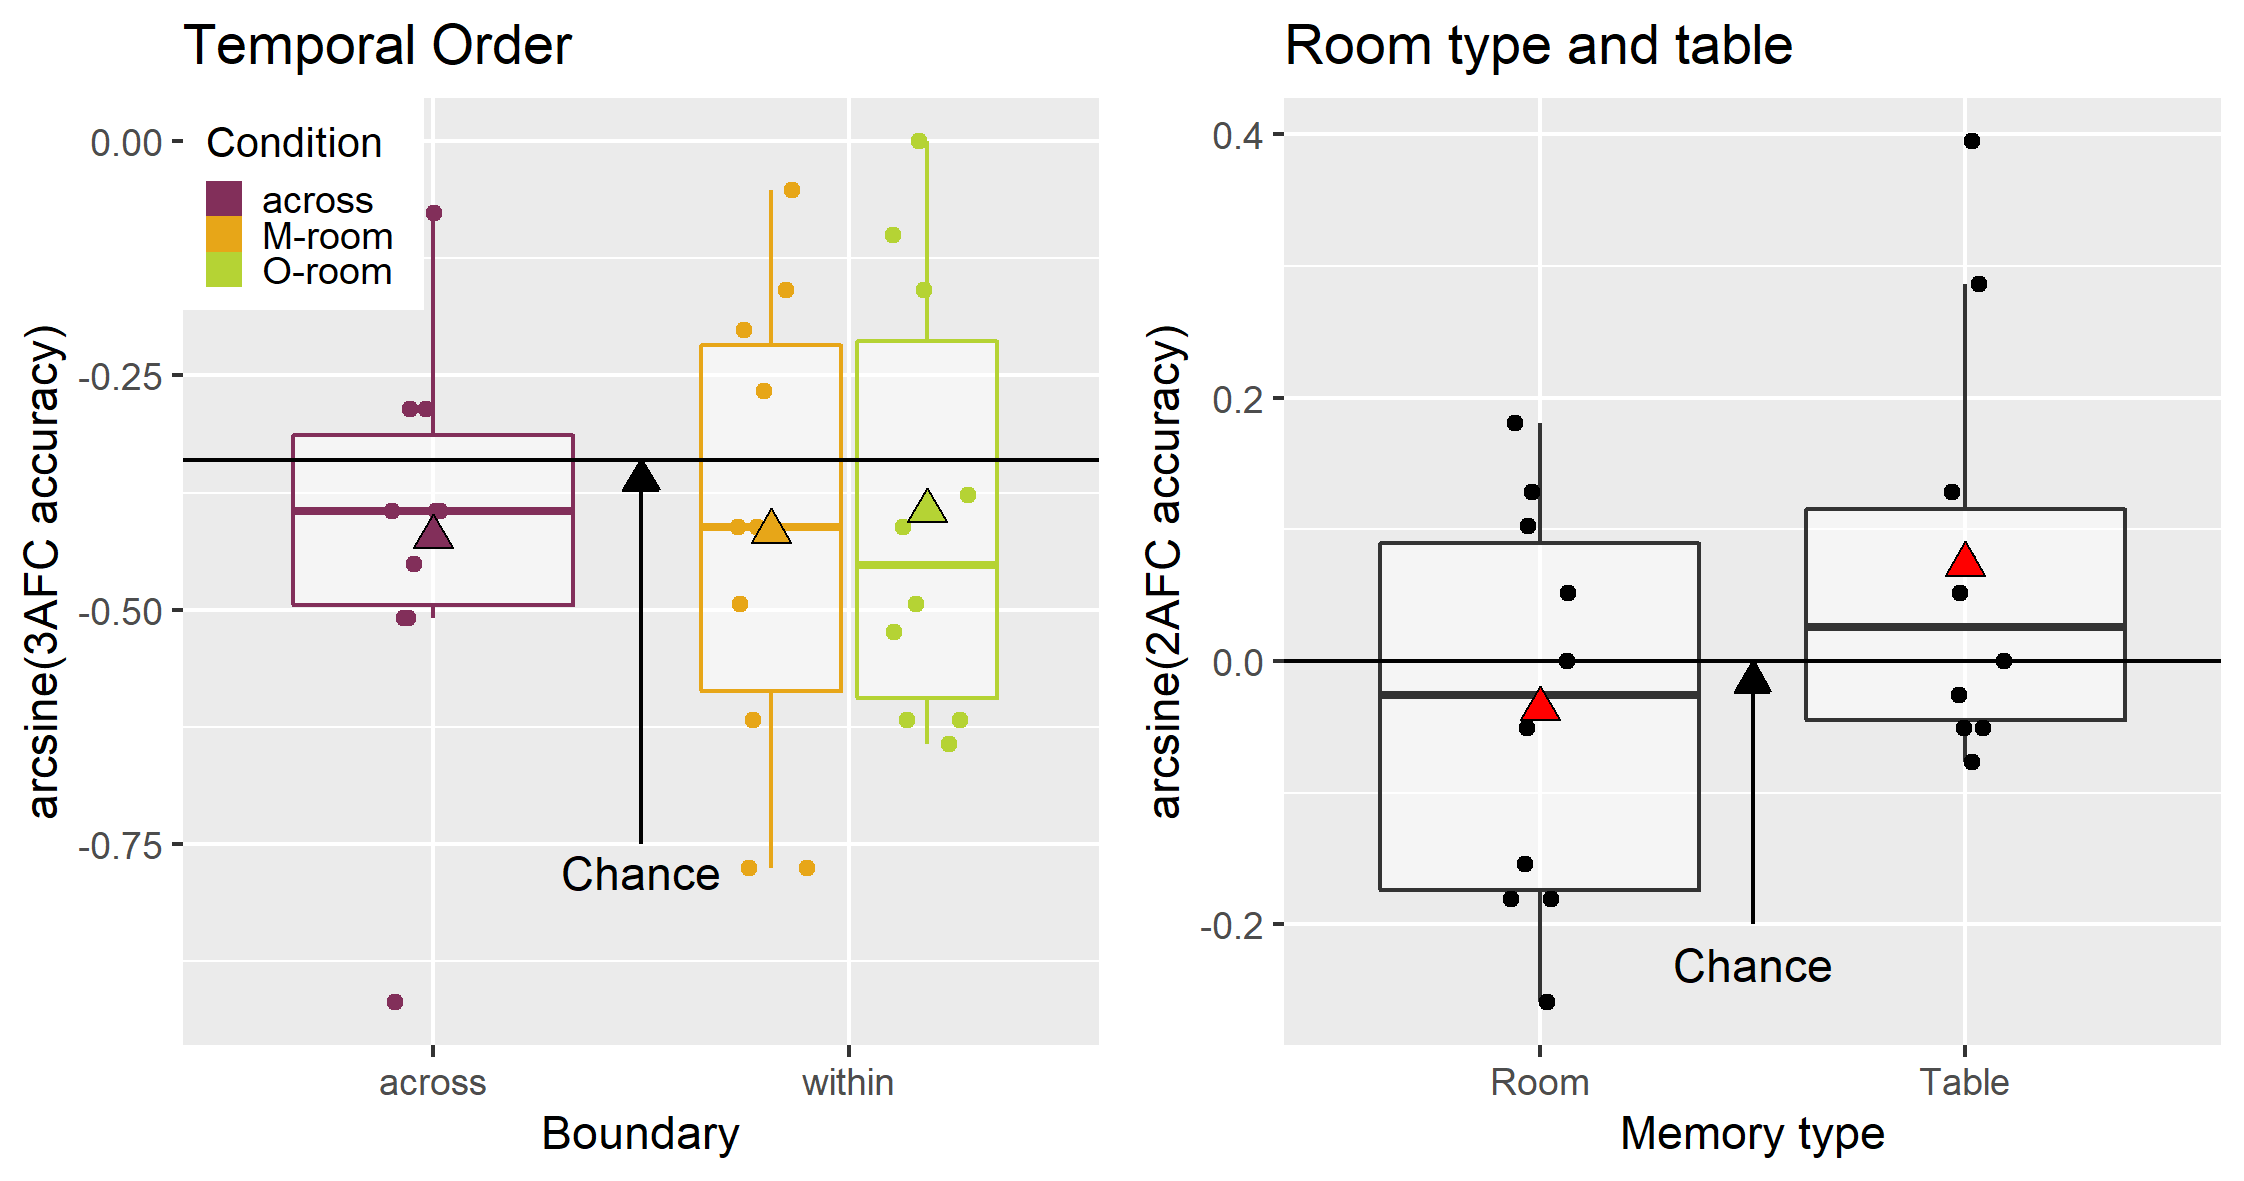 Temporal Order
Condition
across
M-room
O-room
0.00
-0.25
-0.50
-0.75
arcsine(3AFC accuracy)
Chance
across
within
Boundary
Room type and table
0.4
0.2
0.0
-0.2
arcsine(2AFC accuracy)
Chance
Room
Table
Memory type